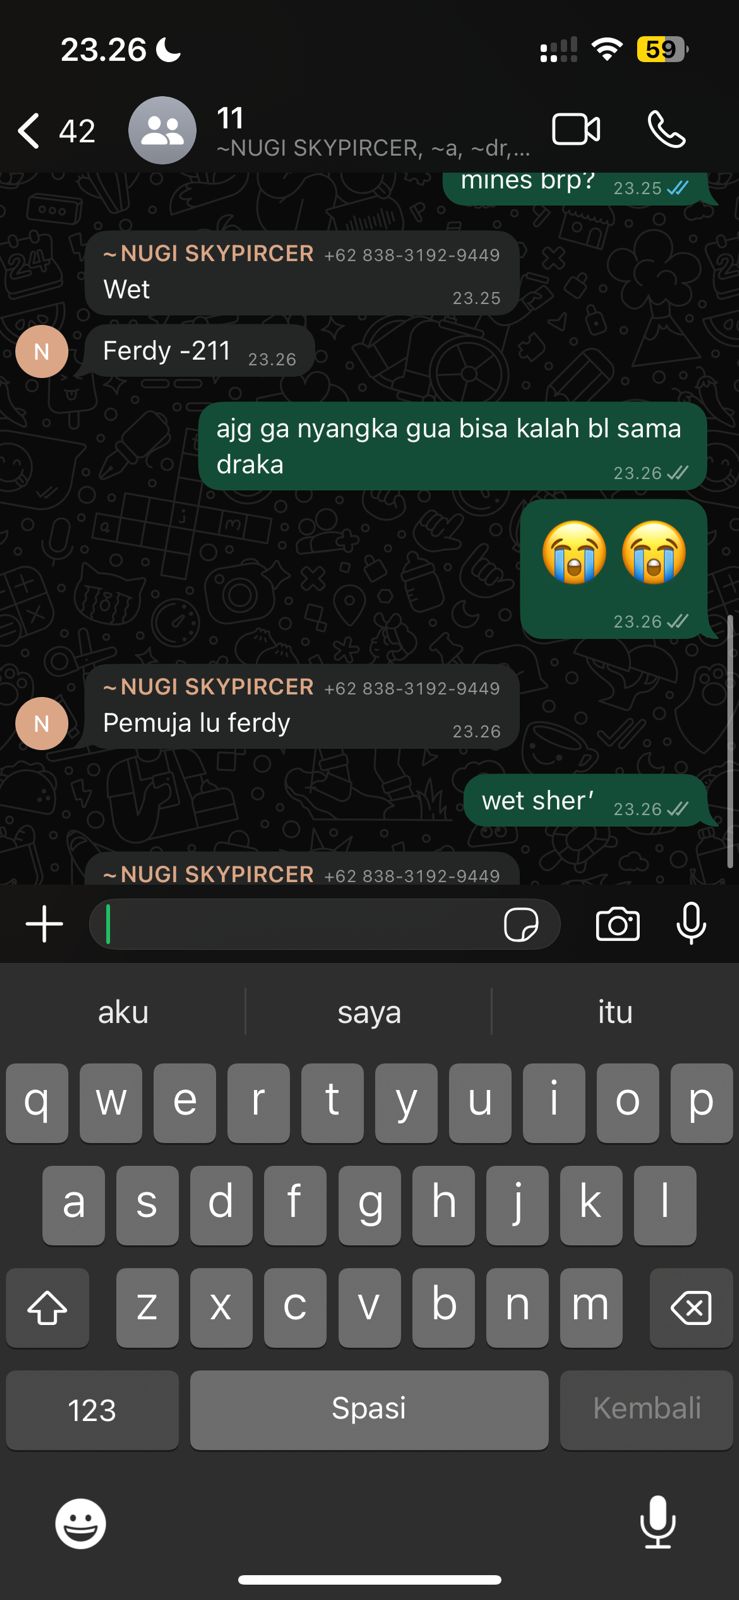 23.26
59
42
11
~NUGI SKYPIRCER, ~a, ~dr,...
mines brp? 23.25
~NUGI SKYPIRCER +62 838-3192-9449
Wet 23.25
N
Ferdy -211 23.26
ajg ga nyangka gua bisa kalah bl sama
draka 23.26
😭 😭
23.26
~NUGI SKYPIRCER +62 838-3192-9449
N
Pemuja lu ferdy 23.26
wet sher’ 23.26
~NUGI SKYPIRCER +62 838-3192-9449
aku saya itu
q w e r t y u i o p
a s d f g h j k l
z x c v b n m
123 Spasi Kembali